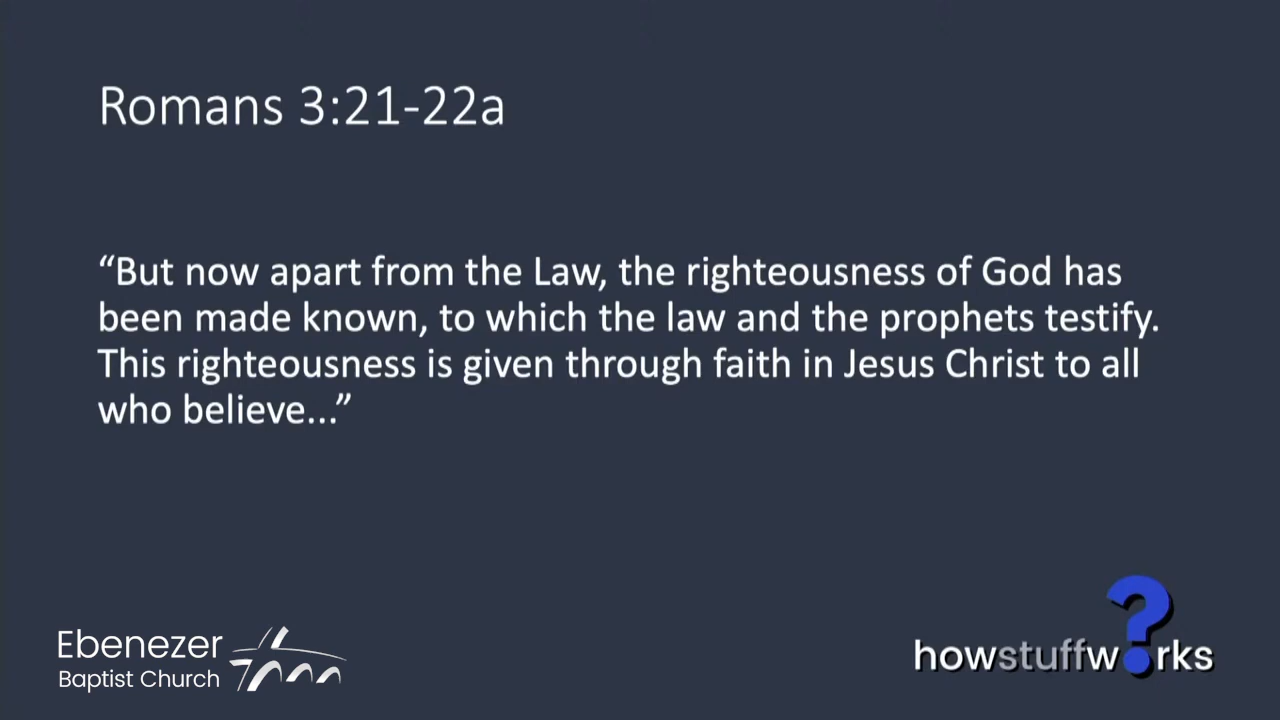 Romans 3:21-22a
“But now apart from the Law, the righteousness of God has
been made known, to which the law and the prophets testify.
This righteousness is given through faith in Jesus Christ to all
who believe...”
Ebenezer
Baptist Church
howstuffw?rks